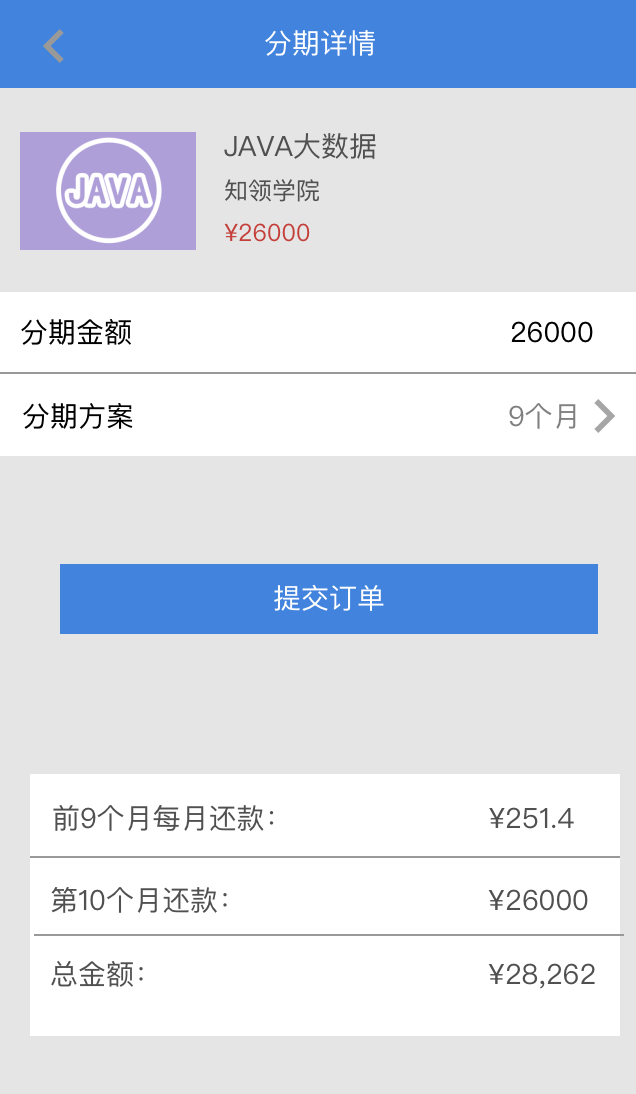 分期详情
JAVA
JAVA大数据
知领学院
¥26000
分期金额 26000
分期方案 9个月
提交订单
前9个月每月还款： ¥251.4
第10个月还款： ¥26000
总金额： ¥28,262